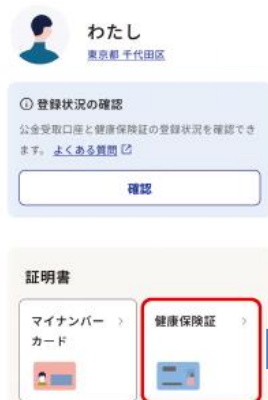 わたし
東京都 千代田区
登録状況の確認
公金受取口座と健康保険証の登録状況を確認でき
ます。 よくある質問
確認
証明書
マイナンバー
カード
健康保険証